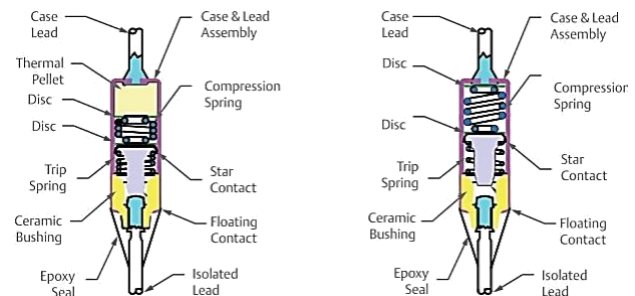 Case
Lead
Case & Lead
Assembly
Thermal
Pellet
Disc
Compression
Spring
Disc
Trip
Spring
Star
Contact
Ceramic
Bushing
Floating
Contact
Epoxy
Seal
Isolated
Lead
Case
Lead
Case & Lead
Assembly
Disc
Compression
Spring
Disc
Trip
Spring
Star
Contact
Ceramic
Bushing
Floating
Contact
Epoxy
Seal
Isolated
Lead